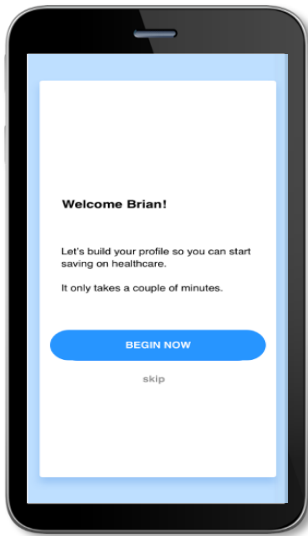 Welcome Brian!
Let's build your profile so you can start
saving on healthcare.
It only takes a couple of minutes.
BEGIN NOW
skip